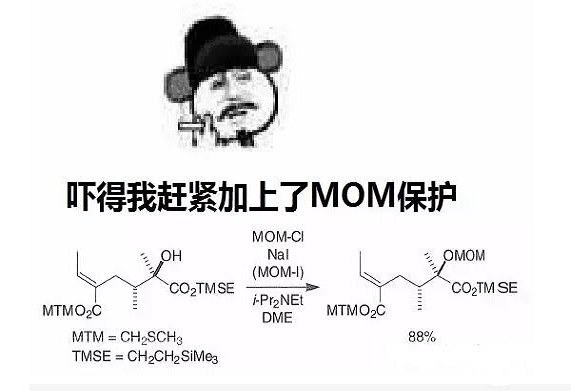 吓得我赶紧加上了MOM保护
MOM-Cl
NaI
(MOM-I)
i-Pr₂NEt
DME
OH
CO₂TMSE
MTMO₂C
OMOM
CO₂TMSE
MTMO₂C
MTM = CH₂SCH₃
TMSE = CH₂CH₂SiMe₃
88%